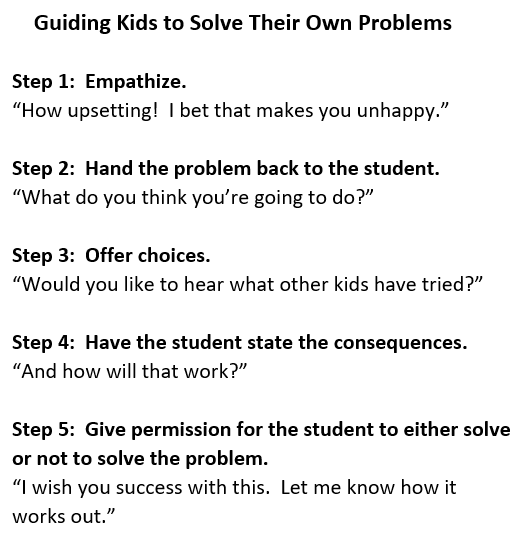 Guiding Kids to Solve Their Own Problems
Step 1:  Empathize.
“How upsetting!  I bet that makes you unhappy.”
Step 2:  Hand the problem back to the student.
“What do you think you’re going to do?”
Step 3:  Offer choices.
“Would you like to hear what other kids have tried?”
Step 4:  Have the student state the consequences.
“And how will that work?”
Step 5:  Give permission for the student to either solve
or not to solve the problem.
“I wish you success with this.  Let me know how it
works out.”